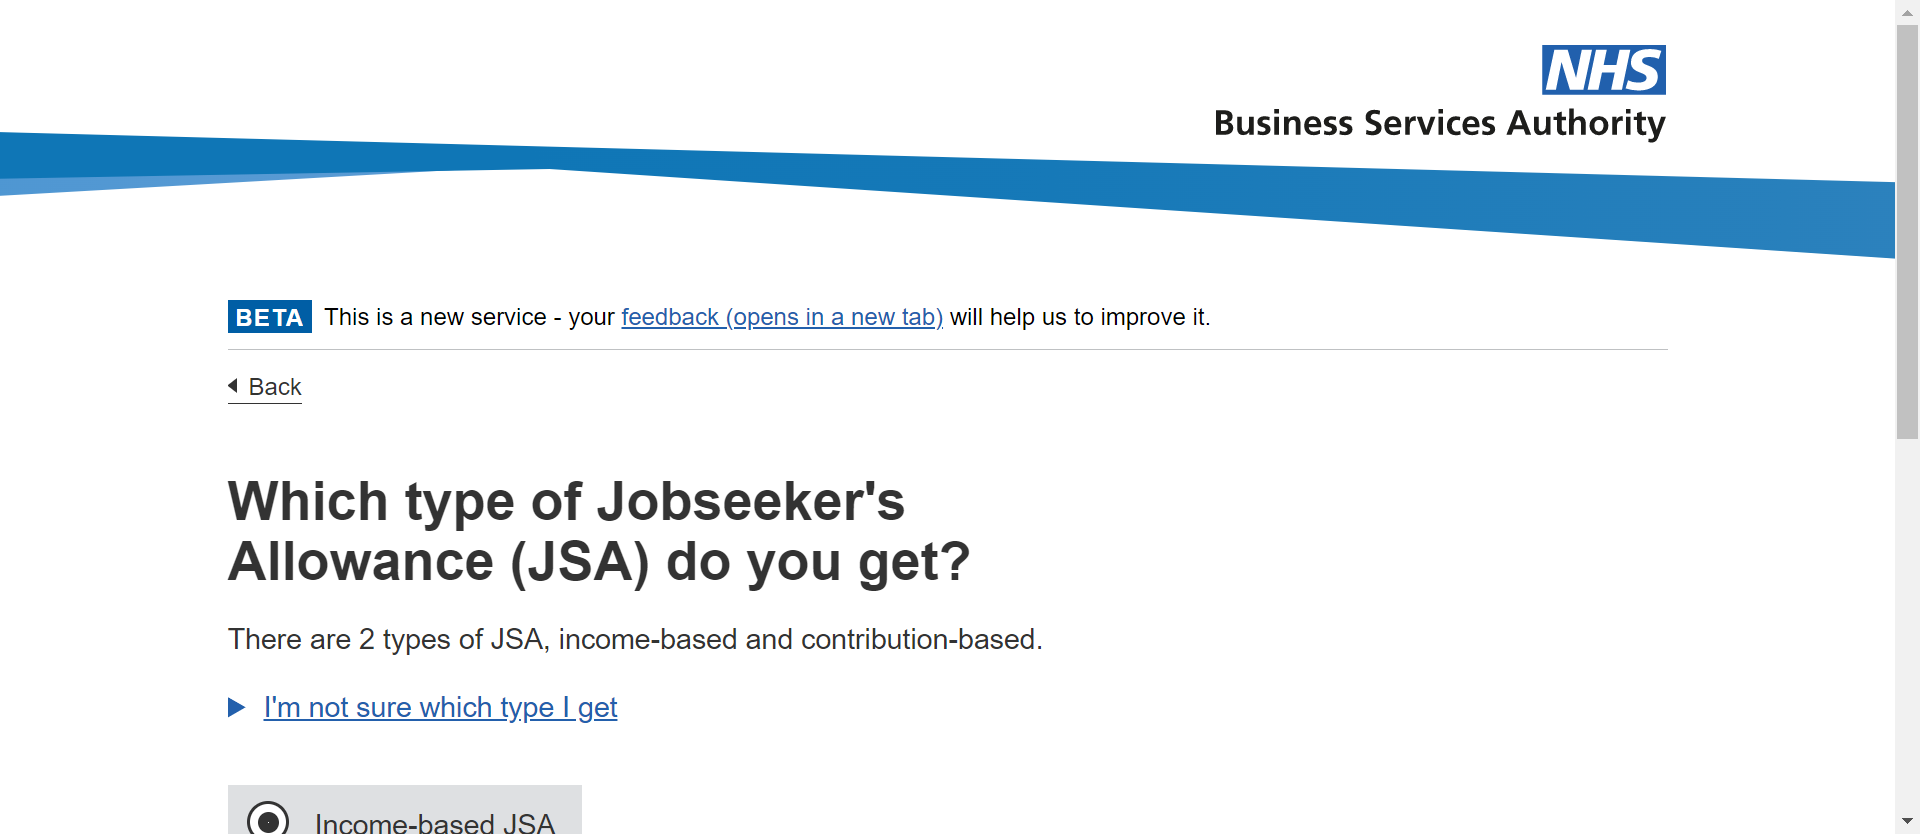 NHS
Business Services Authority
BETA This is a new service - your feedback (opens in a new tab) will help us to improve it.
Back
Which type of Jobseeker's
Allowance (JSA) do you get?
There are 2 types of JSA, income-based and contribution-based.
I'm not sure which type I get
Income-based JSA